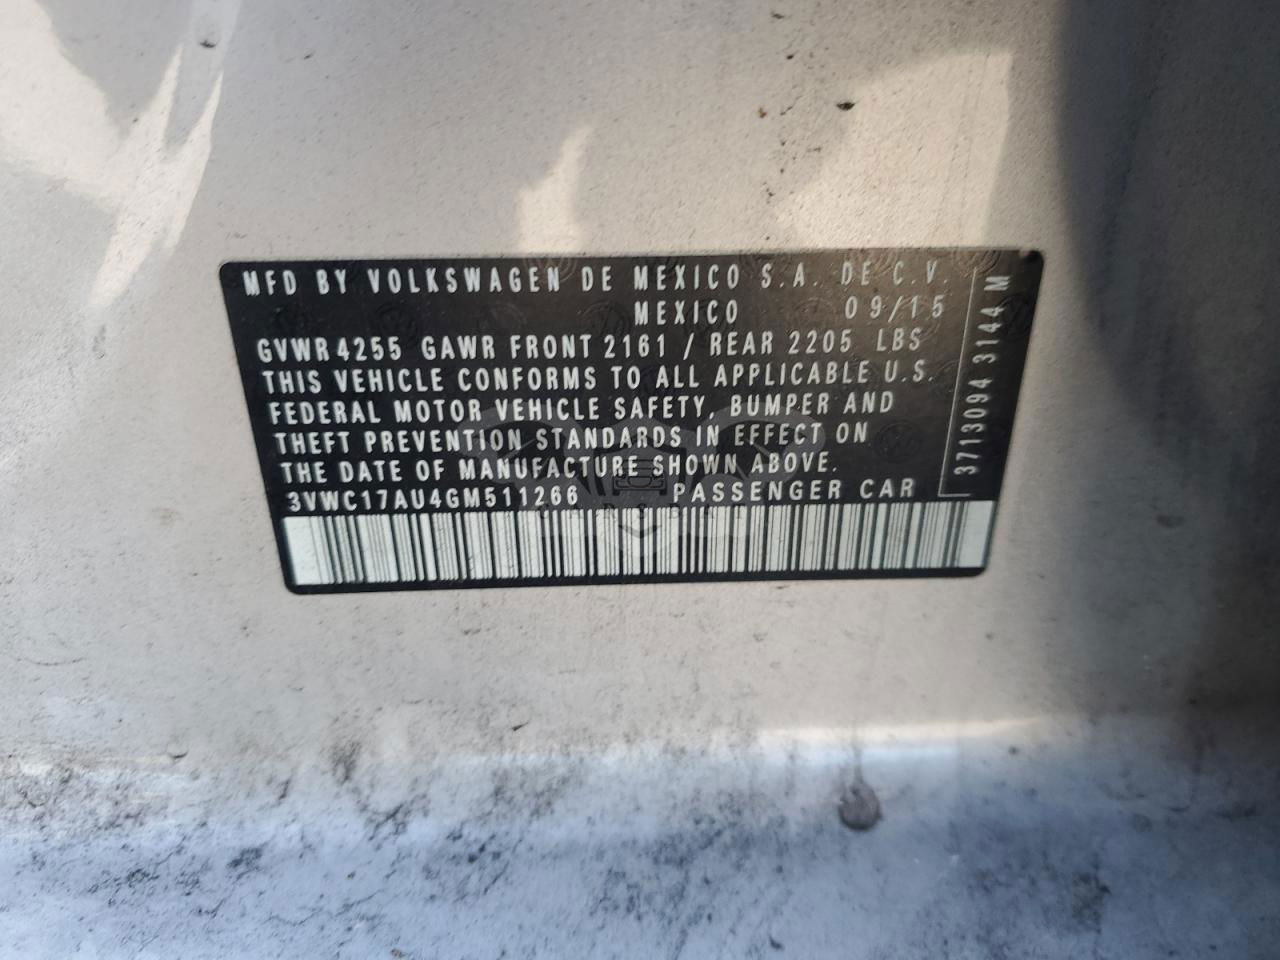 MFD BY VOLKSWAGEN DE MEXICO S.A. DE C.V.
MEXICO 09/15
GVWR 4255 GAWR FRONT 2161 / REAR 2205 LBS
THIS VEHICLE CONFORMS TO ALL APPLICABLE U.S.
FEDERAL MOTOR VEHICLE SAFETY, BUMPER AND
THEFT PREVENTION STANDARDS IN EFFECT ON
THE DATE OF MANUFACTURE SHOWN ABOVE.
3VWC17AU4GM511266 PASSENGER CAR
3713094 3144 M